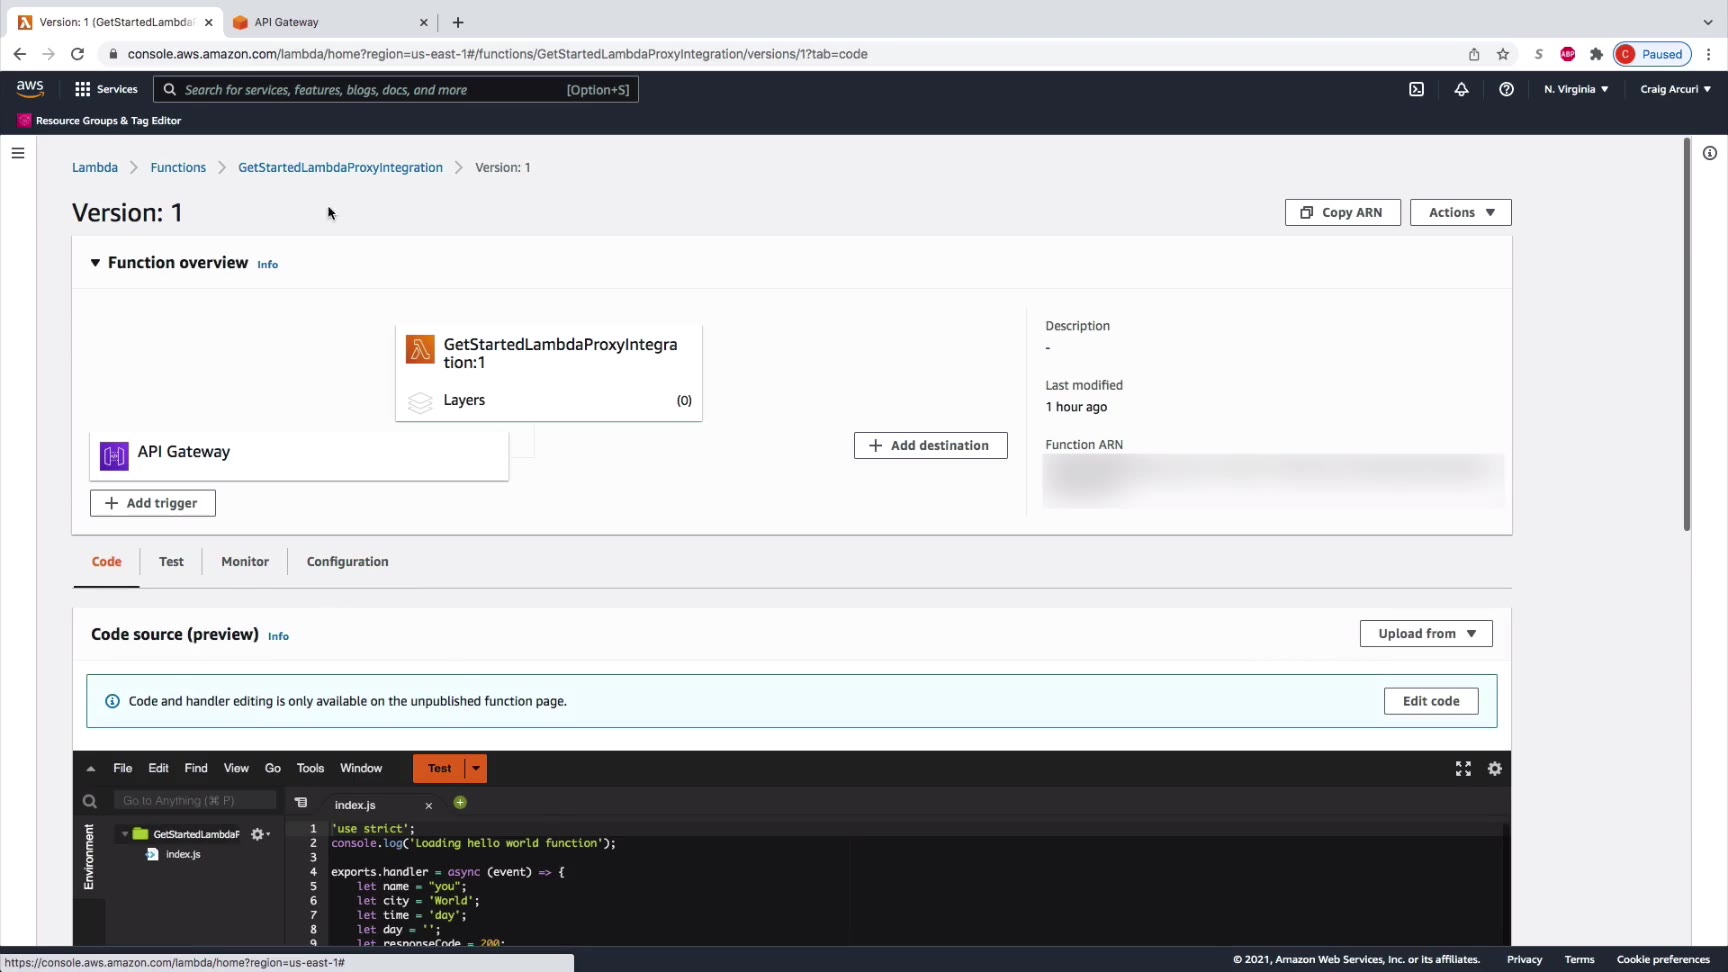 Version: 1 (GetStartedLambdaF
API Gateway
console.aws.amazon.com/lambda/home?region=us-east-1#/functions/GetStartedLambdaProxyIntegration/versions/1?tab=code
S
ABP
C Paused
aws
Services
Search for services, features, blogs, docs, and more [Option+S]
N. Virginia
Craig Arcuri
Resource Groups & Tag Editor
Lambda
Functions
GetStartedLambdaProxyIntegration
Version: 1
Version: 1
Copy ARN
Actions
Function overview Info
GetStartedLambdaProxyIntegra
tion:1
Layers (0)
API Gateway
+ Add trigger
+ Add destination
Description
-
Last modified
1 hour ago
Function ARN
Code
Test
Monitor
Configuration
Code source (preview) Info
Upload from
Code and handler editing is only available on the unpublished function page.
Edit code
File Edit Find View Go Tools Window
Test
Go to Anything (⌘ P)
index.js
Environment
GetStartedLambdaF
index.js
1 'use strict';
2 console.log('Loading hello world function');
3
4 exports.handler = async (event) => {
5 let name = "you";
6 let city = 'World';
7 let time = 'day';
8 let day = '';
9 let responseCode = 200;
https://console.aws.amazon.com/lambda/home?region=us-east-1#
© 2021, Amazon Web Services, Inc. or its affiliates.
Privacy
Terms
Cookie preferences